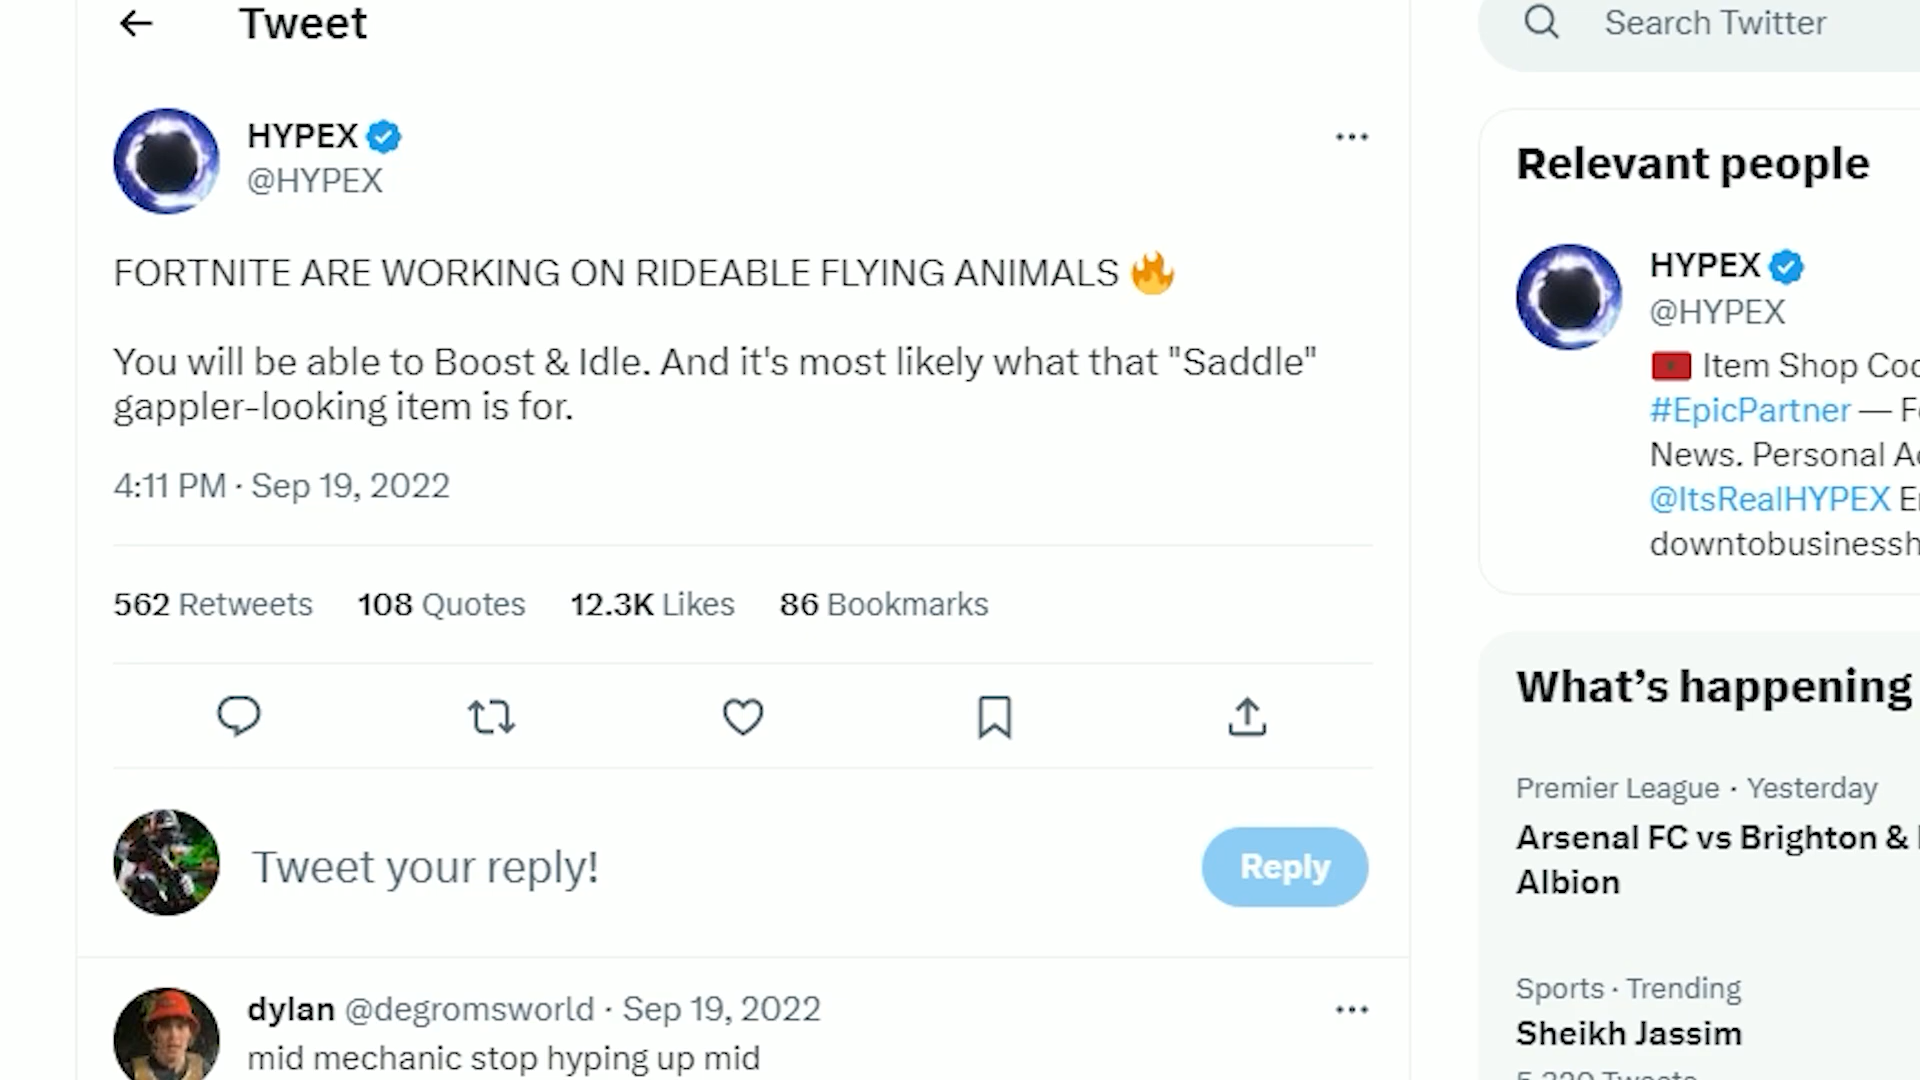 Tweet
Search Twitter
HYPEX
@HYPEX
FORTNITE ARE WORKING ON RIDEABLE FLYING ANIMALS 🔥
You will be able to Boost & Idle. And it's most likely what that "Saddle"
gappler-looking item is for.
4:11 PM · Sep 19, 2022
562 Retweets 108 Quotes 12.3K Likes 86 Bookmarks
Tweet your reply!
Reply
dylan @degromsworld · Sep 19, 2022
mid mechanic stop hyping up mid
Relevant people
HYPEX
@HYPEX
Item Shop Cod
#EpicPartner — F
News. Personal Ac
@ItsRealHYPEX E
downtobusinessh
What’s happening
Premier League · Yesterday
Arsenal FC vs Brighton &
Albion
Sports · Trending
Sheikh Jassim